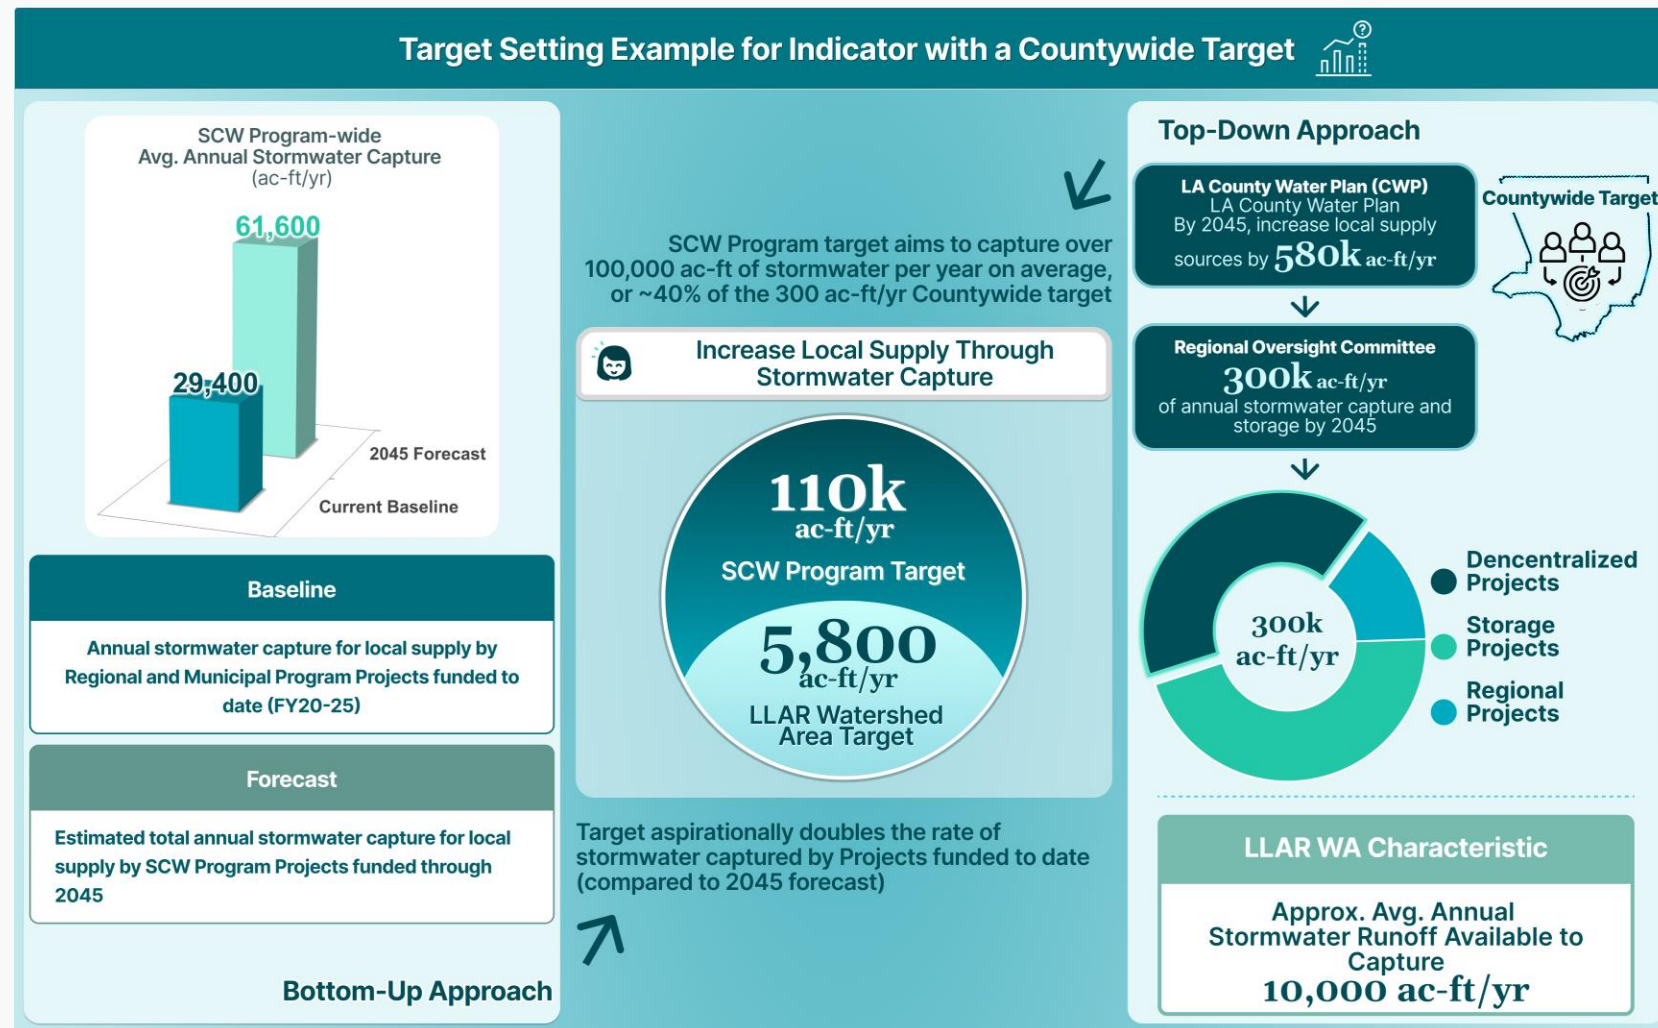 Target Setting Example for Indicator with a Countywide Target
SCW Program-wide
Avg. Annual Stormwater Capture
(ac-ft/yr)
61,600
29,400
2045 Forecast
Current Baseline
Baseline
Annual stormwater capture for local supply by
Regional and Municipal Program Projects funded to
date (FY20-25)
Forecast
Estimated total annual stormwater capture for local
supply by SCW Program Projects funded through
2045
Bottom-Up Approach
SCW Program target aims to capture over
100,000 ac-ft of stormwater per year on average,
or ~40% of the 300 ac-ft/yr Countywide target
Increase Local Supply Through
Stormwater Capture
110k
ac-ft/yr
SCW Program Target
5,800
ac-ft/yr
LLAR Watershed
Area Target
Target aspirationally doubles the rate of
stormwater captured by Projects funded to date
(compared to 2045 forecast)
Top-Down Approach
LA County Water Plan (CWP)
LA County Water Plan
By 2045, increase local supply
sources by 580k ac-ft/yr
Countywide Target
Regional Oversight Committee
300k ac-ft/yr
of annual stormwater capture and
storage by 2045
300k
ac-ft/yr
Dencentralized
Projects
Storage
Projects
Regional
Projects
LLAR WA Characteristic
Approx. Avg. Annual
Stormwater Runoff Available to
Capture
10,000 ac-ft/yr